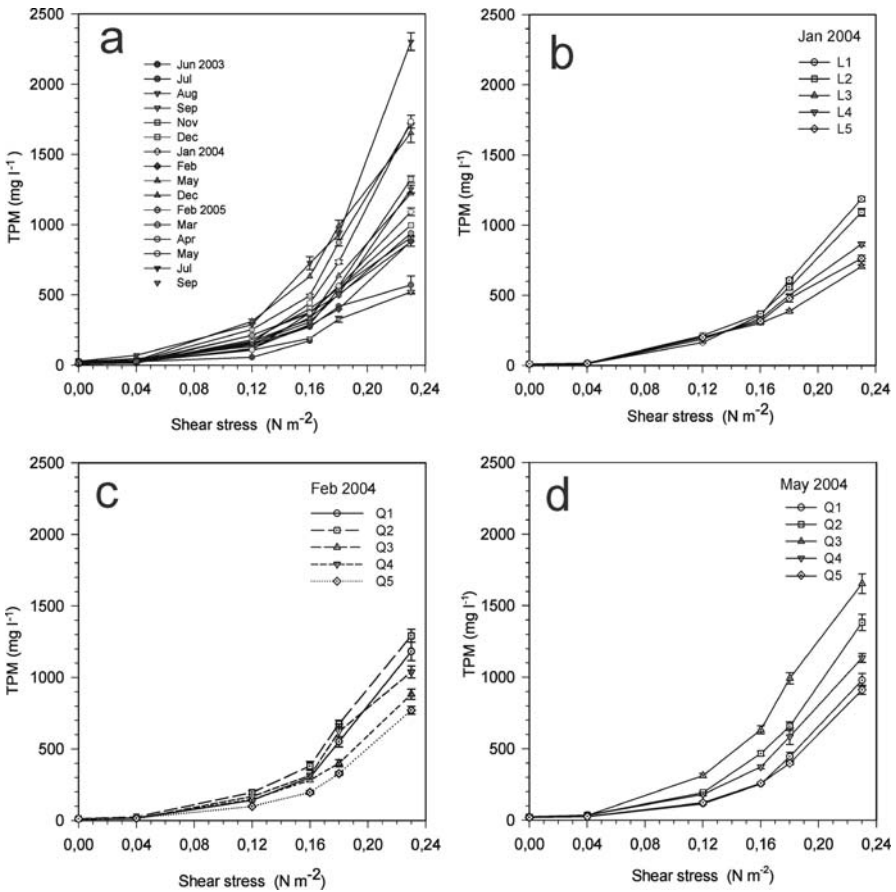 a
TPM (mg l-1)
2500
2000
1500
1000
500
0
Jun 2003
Jul
Aug
Sep
Nov
Dec
Jan 2004
Feb
May
Dec
Feb 2005
Mar
Apr
May
Jul
Sep
0,00 0,04 0,08 0,12 0,16 0,20 0,24
Shear stress (N m-2)
b
Jan 2004
L1
L2
L3
L4
L5
TPM (mg l-1)
2500
2000
1500
1000
500
0
0,00 0,04 0,08 0,12 0,16 0,20 0,24
Shear stress (N m-2)
c
Feb 2004
Q1
Q2
Q3
Q4
Q5
TPM (mg l-1)
2500
2000
1500
1000
500
0
0,00 0,04 0,08 0,12 0,16 0,20 0,24
Shear stress (N m-2)
d
May 2004
Q1
Q2
Q3
Q4
Q5
TPM (mg l-1)
2500
2000
1500
1000
500
0
0,00 0,04 0,08 0,12 0,16 0,20 0,24
Shear stress (N m-2)